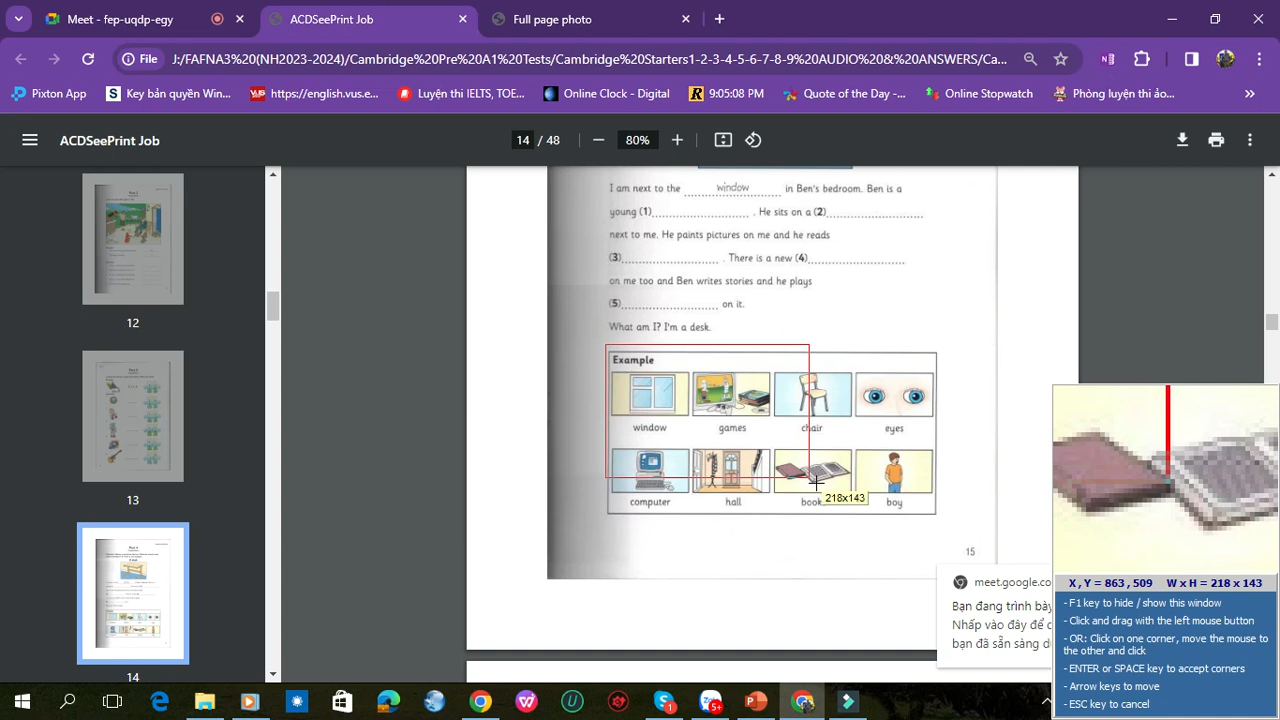 Meet - fep-uqdp-egy
ACDSeePrint Job
Full page photo
File
J:/FAFNA3%20(NH2023-2024)/Cambridge%20Pre%20A1%20Tests/Cambridge%20Starters1-2-3-4-5-6-7-8-9%20AUDIO%20&%20ANSWERS/Ca...
Pixton App
Key bản quyền Win...
https://english.vus.e...
Luyện thi IELTS, TOE...
Online Clock - Digital
9:05:08 PM
Quote of the Day -...
Online Stopwatch
Phòng luyện thi ảo...
ACDSeePrint Job
14 / 48
80%
12
13
14
I am next to the window in Ben's bedroom. Ben is a
young (1) . He sits on a (2)
next to me. He paints pictures on me and he reads
(3) . There is a new (4)
on me too and Ben writes stories and he plays
(5) on it.
What am I? I'm a desk.
Example
window games chair eyes
computer hall book boy
218x143
15
meet.google.co
Bạn đang trình bày
Nhấp vào đây để c
bạn đã sẵn sàng d
X , Y = 863 , 509 W x H = 218 x 143
- F1 key to hide / show this window
- Click and drag with the left mouse button
- OR: Click on one corner, move the mouse to
the other and click
- ENTER or SPACE key to accept corners
- Arrow keys to move
- ESC key to cancel